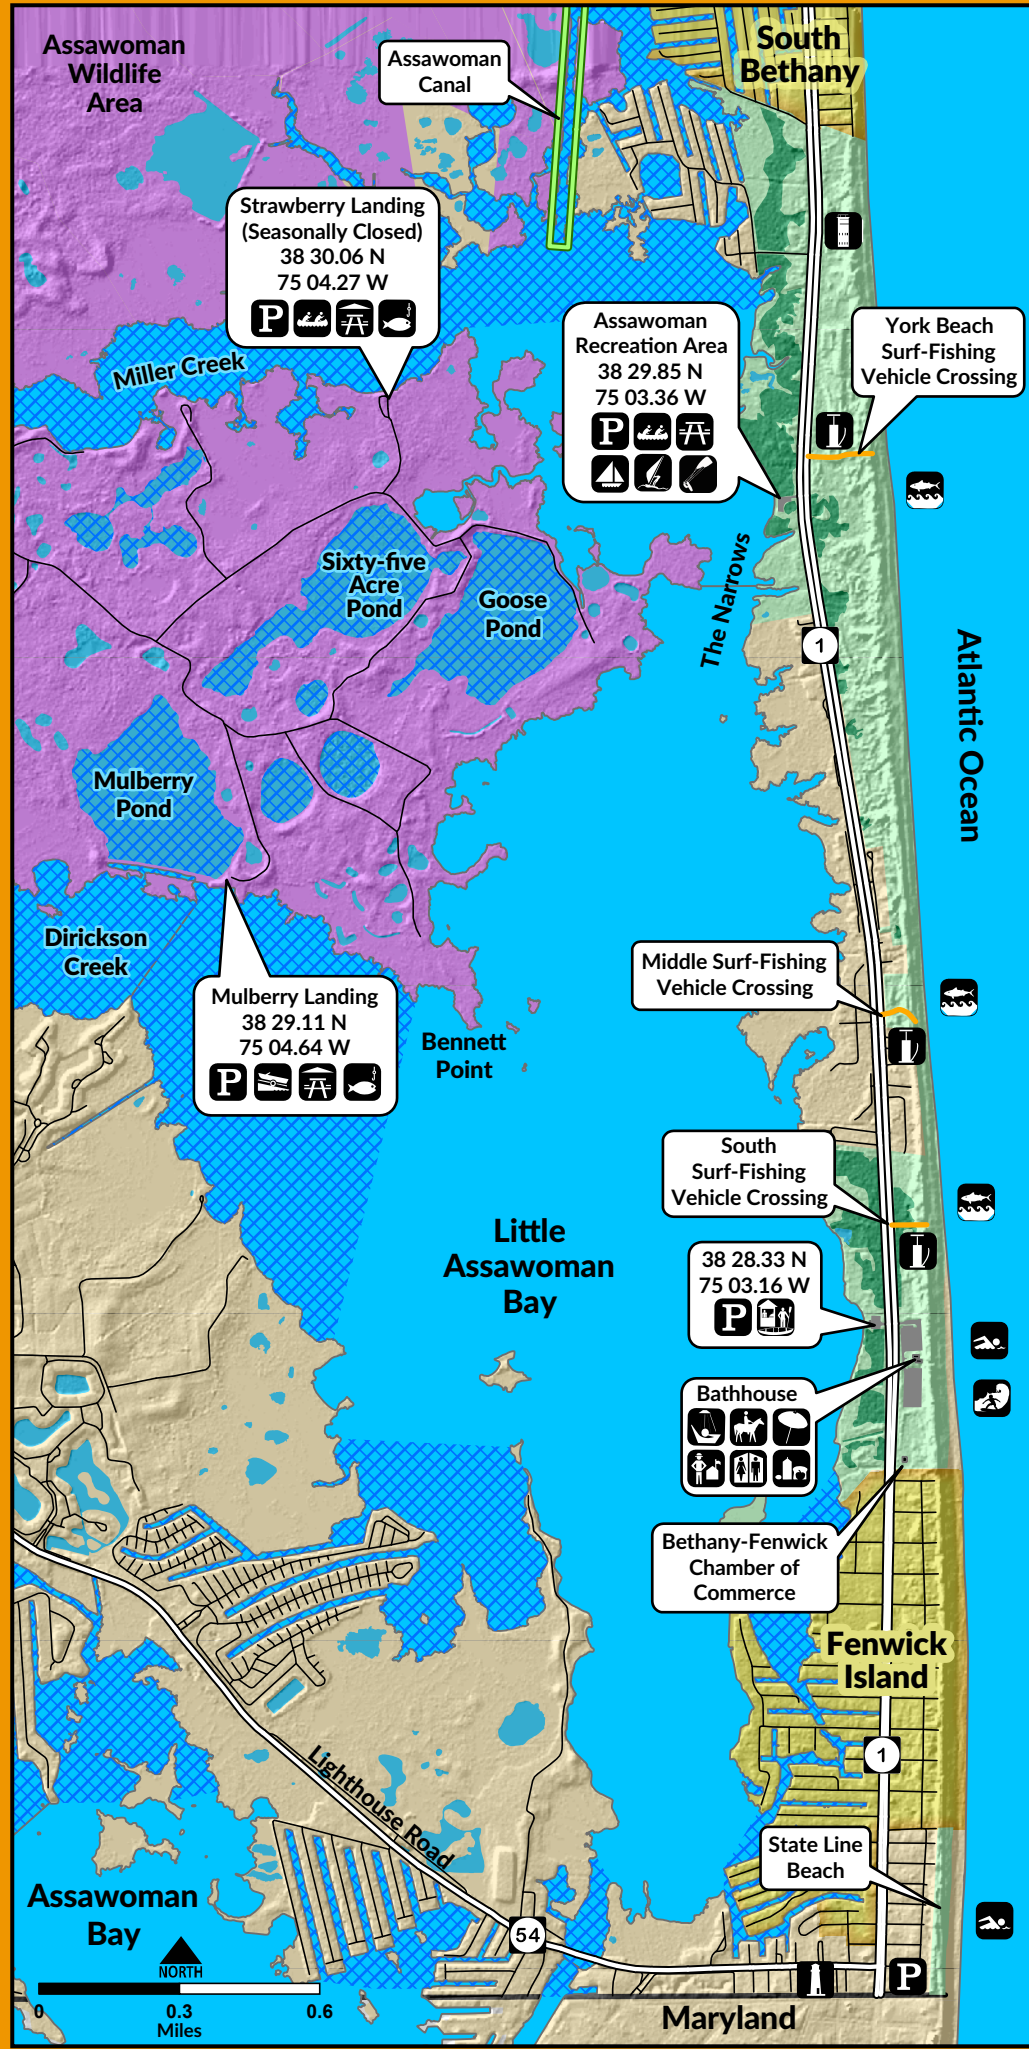 Assawoman
Wildlife
Area
Assawoman
Canal
South
Bethany
Strawberry Landing
(Seasonally Closed)
38 30.06 N
75 04.27 W
P
Miller Creek
Assawoman
Recreation Area
38 29.85 N
75 03.36 W
P
York Beach
Surf-Fishing
Vehicle Crossing
Sixty-five
Acre
Pond
Goose
Pond
The Narrows
1
Atlantic Ocean
Mulberry
Pond
Dirickson
Creek
Mulberry Landing
38 29.11 N
75 04.64 W
P
Bennett
Point
Middle Surf-Fishing
Vehicle Crossing
South
Surf-Fishing
Vehicle Crossing
Little
Assawoman
Bay
38 28.33 N
75 03.16 W
P
Bathhouse
Bethany-Fenwick
Chamber of
Commerce
Fenwick
Island
1
Lighthouse Road
State Line
Beach
Assawoman
Bay
NORTH
54
P
0 0.3 0.6
Miles
Maryland